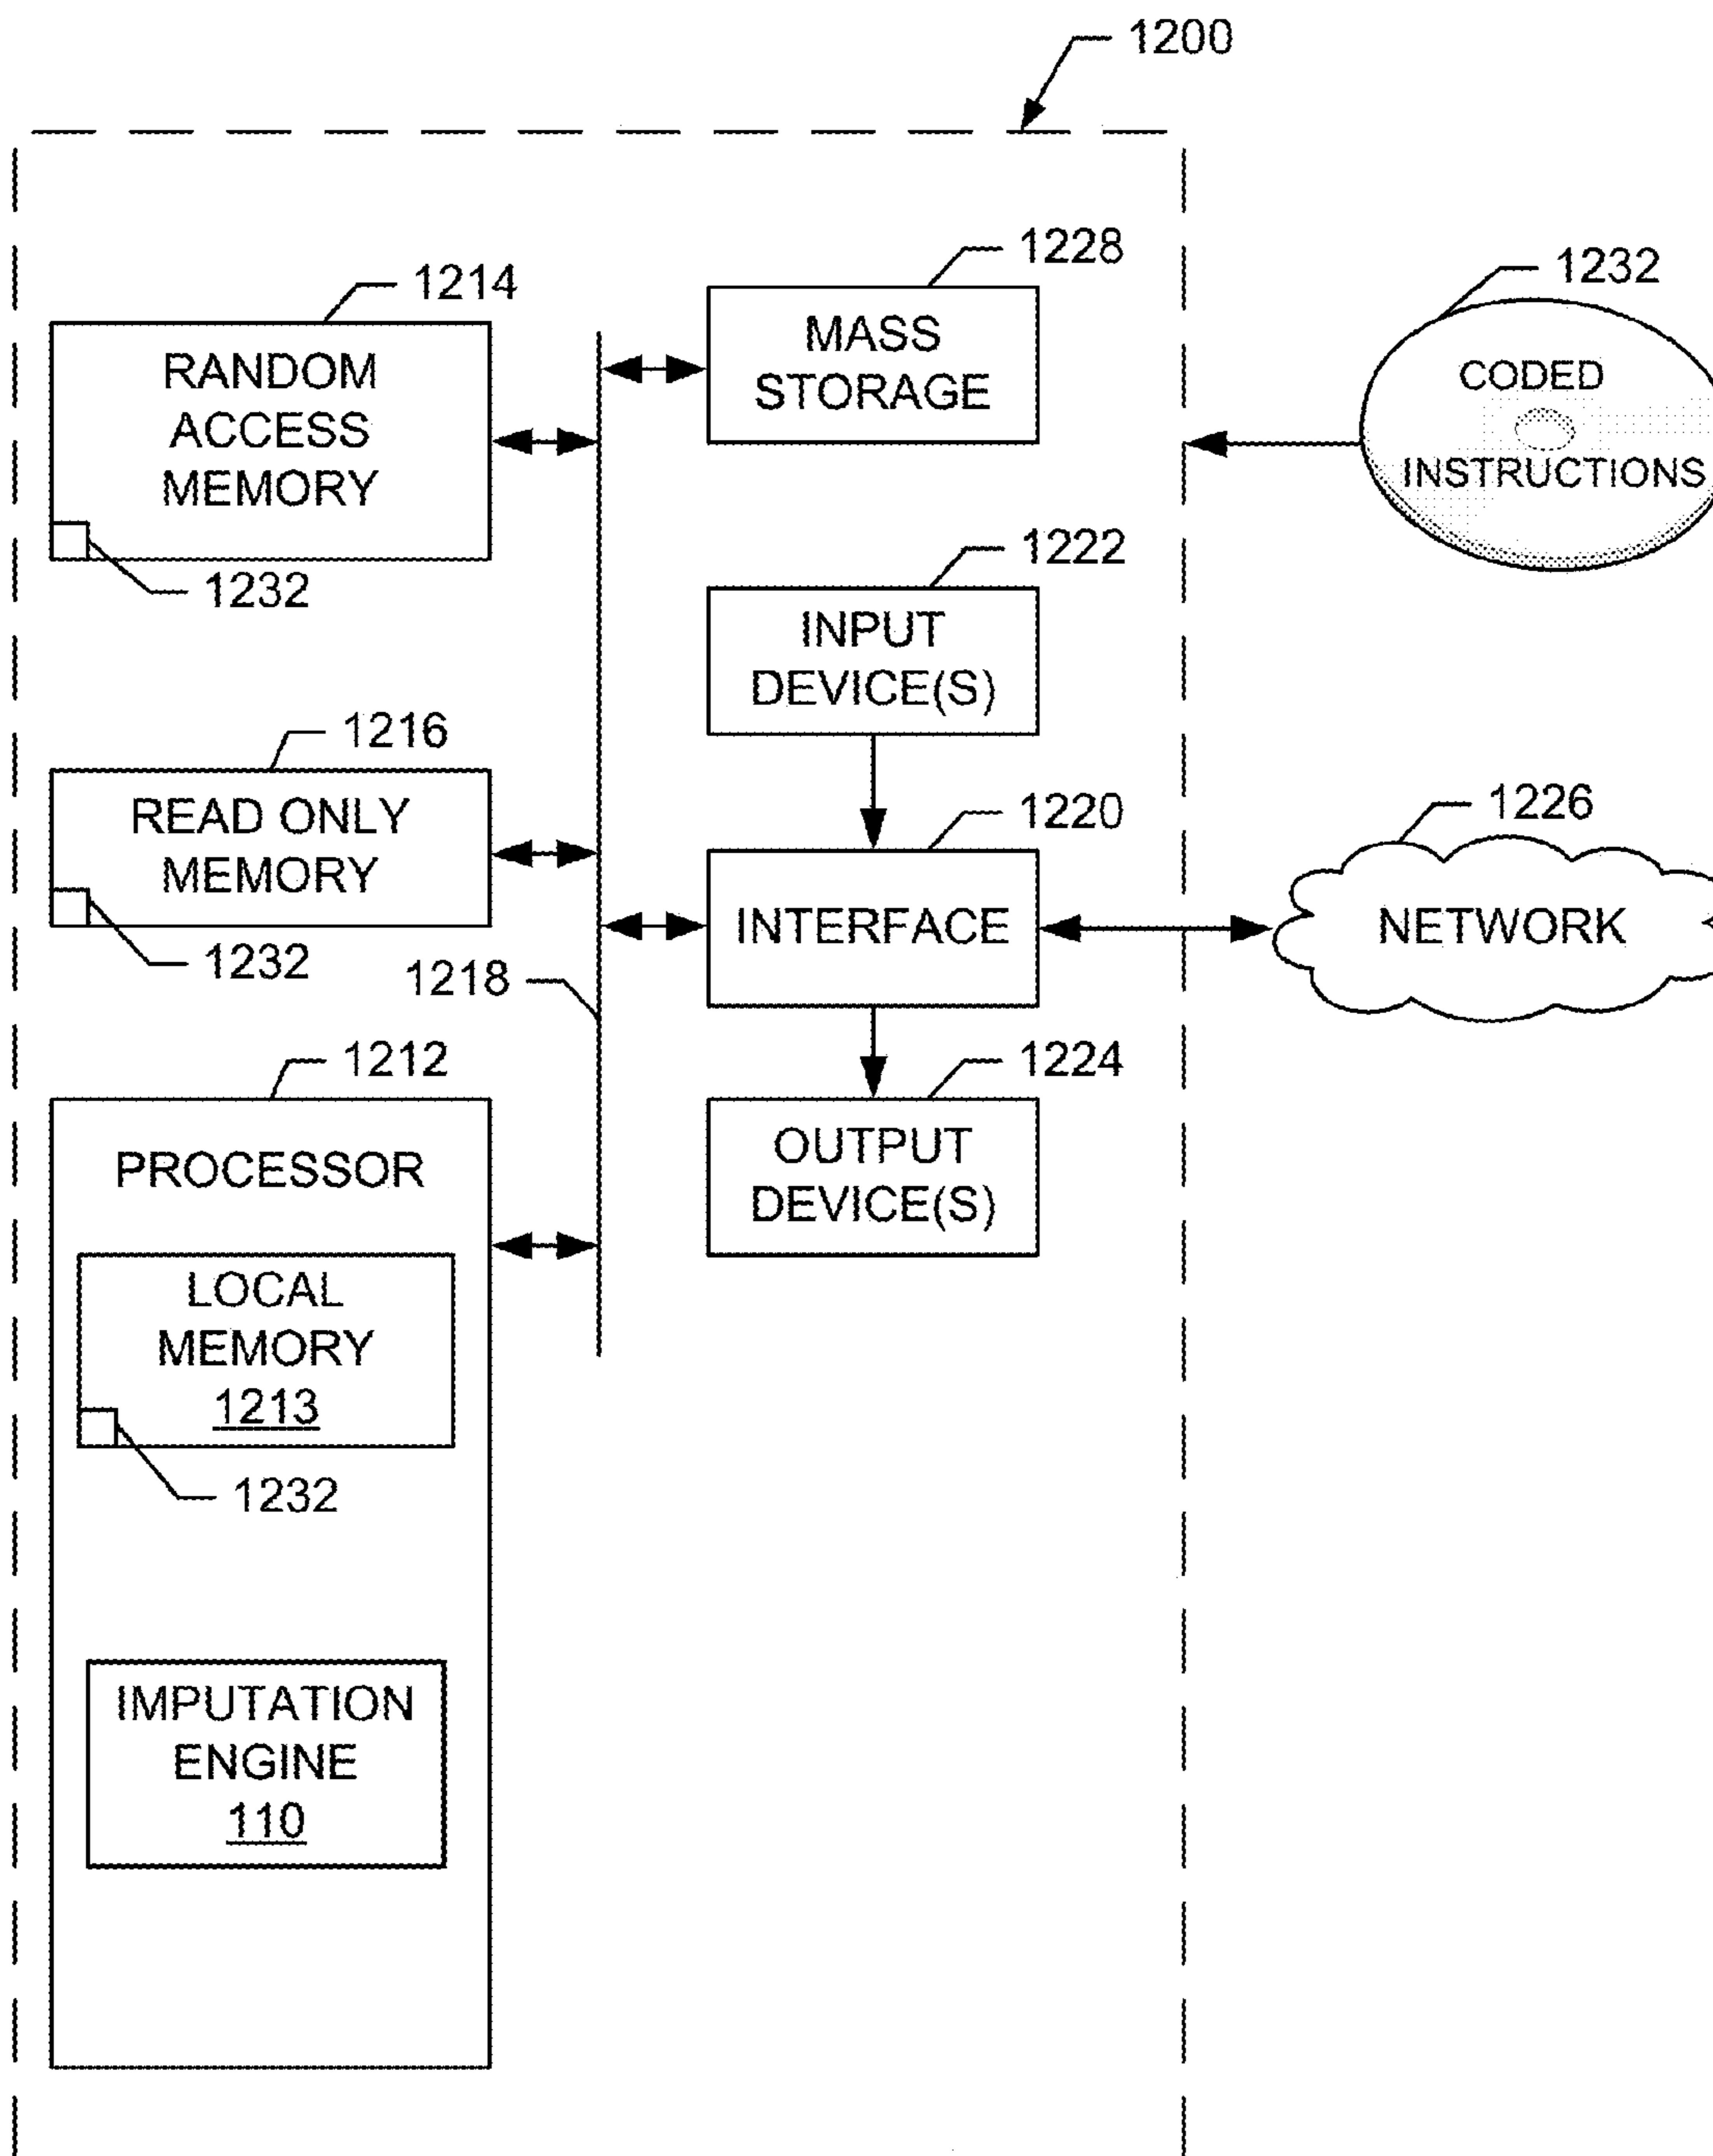 1200
1214
RANDOM
ACCESS
MEMORY
1232
1228
MASS
STORAGE
1232
CODED
INSTRUCTIONS
1222
INPUT
DEVICE(S)
1216
READ ONLY
MEMORY
1232
1218
1220
INTERFACE
1226
NETWORK
1212
PROCESSOR
LOCAL
MEMORY
1213
1232
1224
OUTPUT
DEVICE(S)
IMPUTATION
ENGINE
110